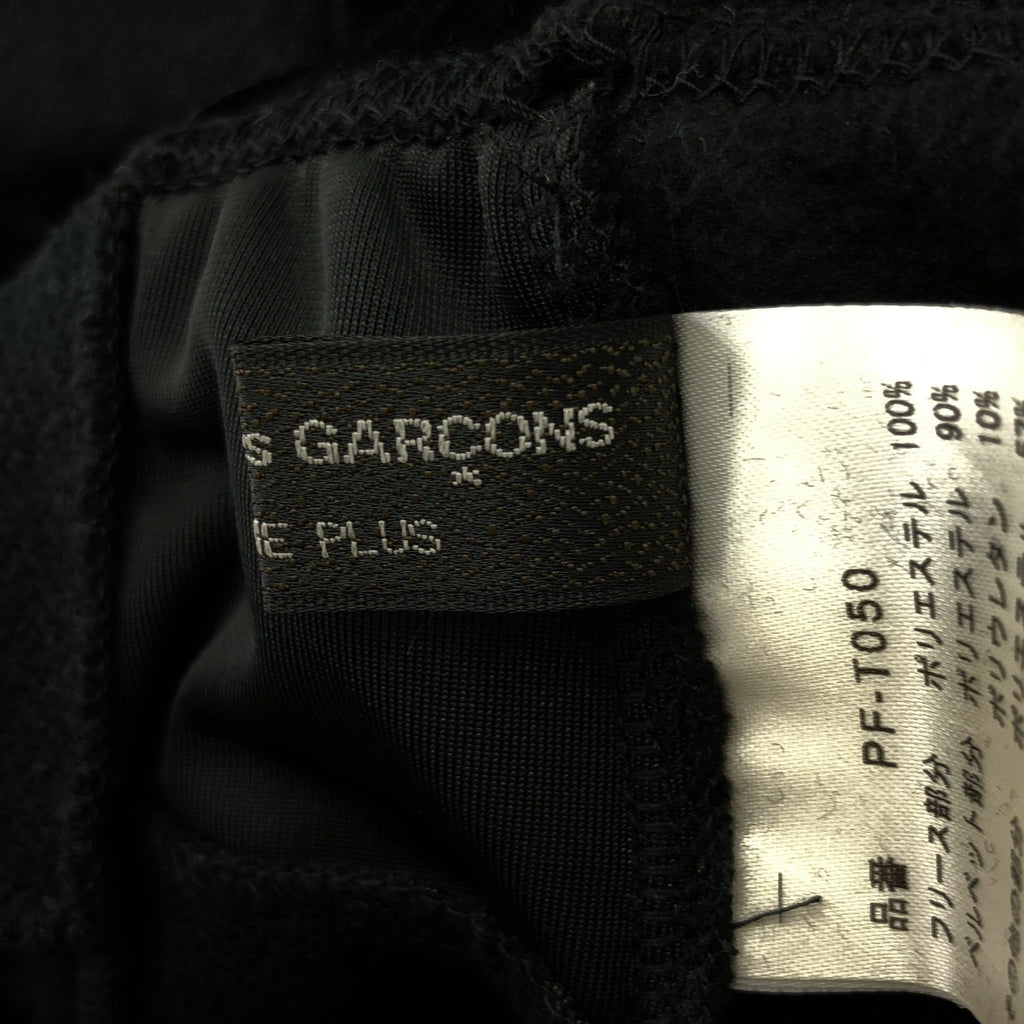 S GARCONS
*
E PLUS
品番 PF-T050
フリース部分 ポリエステル 100%
ベルベット部分 ポリエステル 90%
ポリウレタン 10%